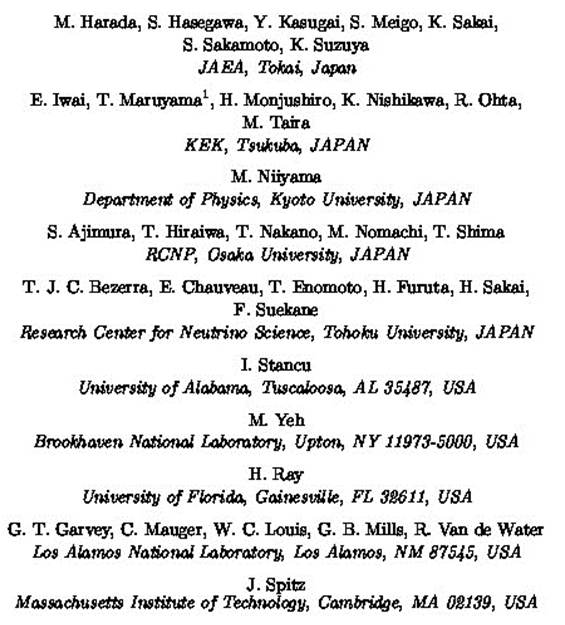 M. Harada, S. Hasegawa, Y. Kasugai, S. Meigo, K. Sakai,
S. Sakamoto, K. Suzuya
JAEA, Tokai, Japan
E. Iwai, T. Maruyama¹, H. Monjushiro, K. Nishikawa, R. Ohta,
M. Taira
KEK, Tsukuba, JAPAN
M. Niiyama
Department of Physics, Kyoto University, JAPAN
S. Ajimura, T. Hiraiwa, T. Nakano, M. Nomachi, T. Shima
RCNP, Osaka University, JAPAN
T. J. C. Bezerra, E. Chauveau, T. Enomoto, H. Furuta, H. Sakai,
F. Suekane
Research Center for Neutrino Science, Tohoku University, JAPAN
I. Stancu
University of Alabama, Tuscaloosa, AL 35487, USA
M. Yeh
Brookhaven National Laboratory, Upton, NY 11973-5000, USA
H. Ray
University of Florida, Gainesville, FL 32611, USA
G. T. Garvey, C. Mauger, W. C. Louis, G. B. Mills, R. Van de Water
Los Alamos National Laboratory, Los Alamos, NM 87545, USA
J. Spitz
Massachusetts Institute of Technology, Cambridge, MA 02139, USA